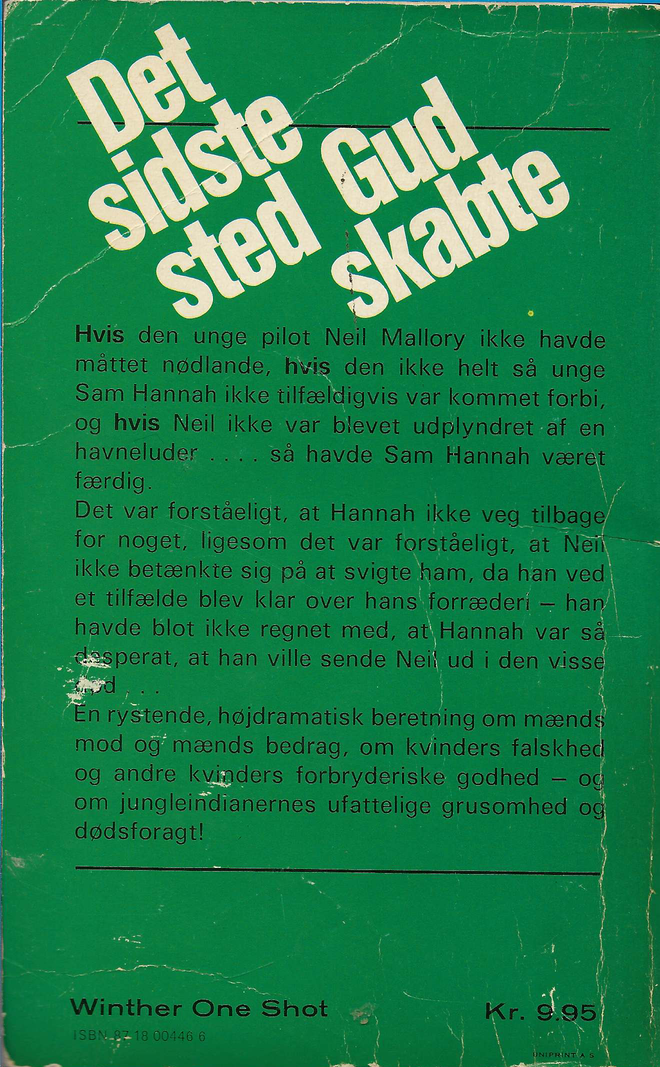 Det
sidste
sted Gud
skabte
Hvis den unge pilot Neil Mallory ikke havde
måttet nødlande, hvis den ikke helt så unge
Sam Hannah ikke tilfældigvis var kommet forbi,
og hvis Neil ikke var blevet udplyndret af en
havneluder . . . . så havde Sam Hannah været
færdig.
Det var forståeligt, at Hannah ikke veg tilbage
for noget, ligesom det var forståeligt, at Neil
ikke betænkte sig på at svigte ham, da han ved
et tilfælde blev klar over hans forræderi — han
havde blot ikke regnet med, at Hannah var så
desperat, at han ville sende Neil ud i den visse
død . . .
En rystende, højdramatisk beretning om mænds
mod og mænds bedrag, om kvinders falskhed
og andre kvinders forbryderiske godhed — og
om jungleindianernes ufattelige grusomhed og
dødsforagt!
Winther One Shot Kr. 9.95
ISBN 87 18 00446 6
UNIPRINT A S